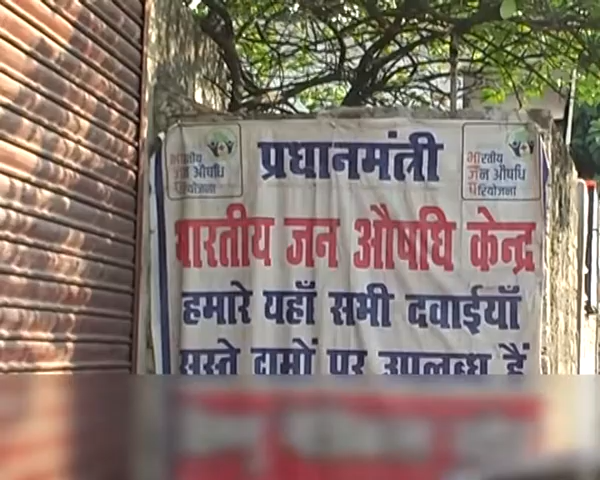 प्रधानमंत्री
भारतीय
जन औषधि
परियोजना
भारतीय
जन औषधि
परियोजना
भारतीय जन औषधि केन्द्र
हमारे यहाँ सभी दवाईयाँ
सस्ते दामों पर उपलब्ध हैं